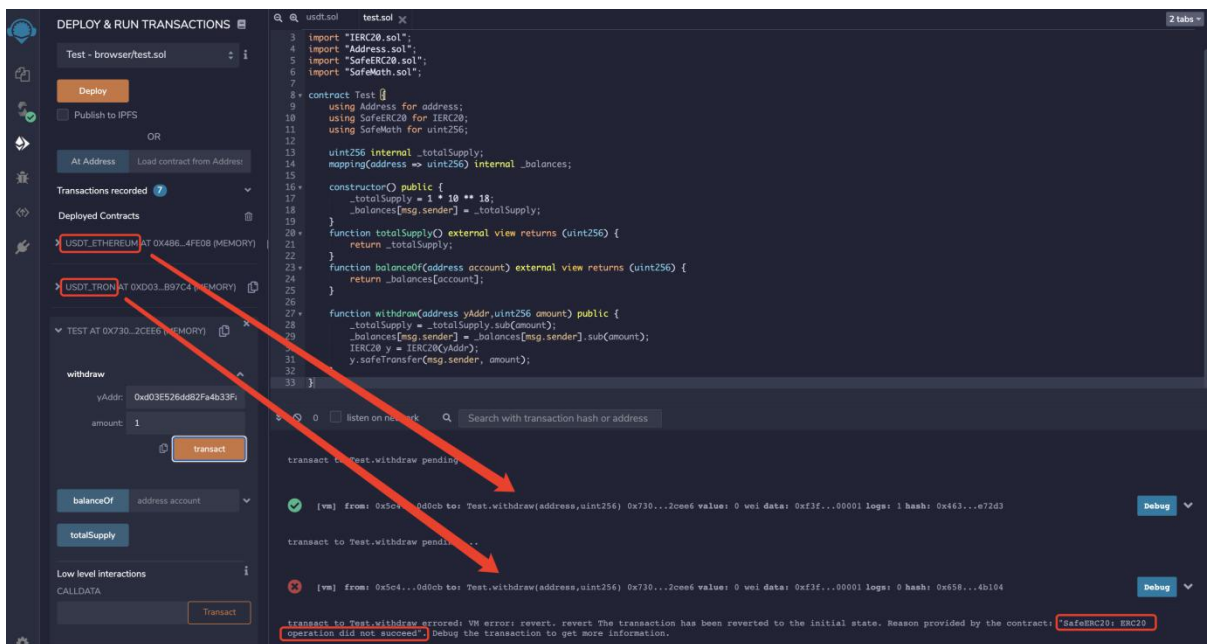 DEPLOY & RUN TRANSACTIONS
Test - browser/test.sol
Deploy
Publish to IPFS
OR
At Address Load contract from Address
Transactions recorded 7
Deployed Contracts
USDT_ETHEREUM AT 0X486...4FE08 (MEMORY)
USDT_TRON AT 0XD03...B97C4 (MEMORY)
TEST AT 0X730...2CEE6 (MEMORY)
withdraw
yAddr: 0xd03E526dd82Fa4b33Fa
amount: 1
transact
balanceOf address account
totalSupply
Low level interactions
CALLDATA
Transact
usdt.sol test.sol 2 tabs
3 import "IERC20.sol";
4 import "Address.sol";
5 import "SafeERC20.sol";
6 import "SafeMath.sol";
7
8 contract Test {
9 using Address for address;
10 using SafeERC20 for IERC20;
11 using SafeMath for uint256;
12
13 uint256 internal _totalSupply;
14 mapping(address => uint256) internal _balances;
15
16 constructor() public {
17 _totalSupply = 1 * 10 ** 18;
18 _balances[msg.sender] = _totalSupply;
19 }
20 function totalSupply() external view returns (uint256) {
21 return _totalSupply;
22 }
23 function balanceOf(address account) external view returns (uint256) {
24 return _balances[account];
25 }
26
27 function withdraw(address yAddr,uint256 amount) public {
28 _totalSupply = _totalSupply.sub(amount);
29 _balances[msg.sender] = _balances[msg.sender].sub(amount);
IERC20 y = IERC20(yAddr);
31 y.safeTransfer(msg.sender, amount);
32
33 }
0 listen on network Search with transaction hash or address
transact to Test.withdraw pending
[vm] from: 0x5c4...0d0cb to: Test.withdraw(address,uint256) 0x730...2cee6 value: 0 wei data: 0xf3f...00001 logs: 1 hash: 0x463...e72d3 Debug
transact to Test.withdraw pending ...
[vm] from: 0x5c4...0d0cb to: Test.withdraw(address,uint256) 0x730...2cee6 value: 0 wei data: 0xf3f...00001 logs: 0 hash: 0x658...4b104 Debug
transact to Test.withdraw errored: VM error: revert. revert The transaction has been reverted to the initial state. Reason provided by the contract: "SafeERC20: ERC20
operation did not succeed". Debug the transaction to get more information.